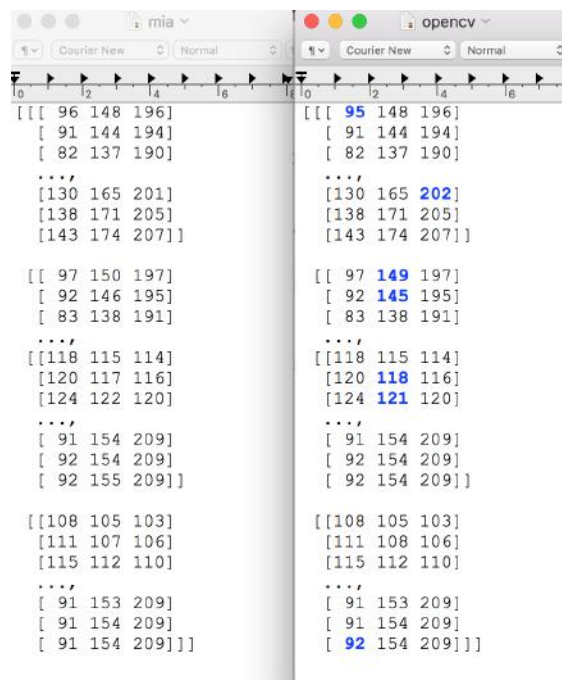 mia
Courier New Normal
0 2 4 6
[[[ 96 148 196]
[ 91 144 194]
[ 82 137 190]
...,
[130 165 201]
[138 171 205]
[143 174 207]]
[[ 97 150 197]
[ 92 146 195]
[ 83 138 191]
...,
[[118 115 114]
[120 117 116]
[124 122 120]
...,
[ 91 154 209]
[ 92 154 209]
[ 92 155 209]]
[[108 105 103]
[111 107 106]
[115 112 110]
...,
[ 91 153 209]
[ 91 154 209]
[ 91 154 209]]]
opencv
Courier New Normal
0 2 4 6
[[[ 95 148 196]
[ 91 144 194]
[ 82 137 190]
...,
[130 165 202]
[138 171 205]
[143 174 207]]
[[ 97 149 197]
[ 92 145 195]
[ 83 138 191]
...,
[[118 115 114]
[120 118 116]
[124 121 120]
...,
[ 91 154 209]
[ 92 154 209]
[ 92 154 209]]
[[108 105 103]
[111 108 106]
[115 112 110]
...,
[ 91 153 209]
[ 91 154 209]
[ 92 154 209]]]